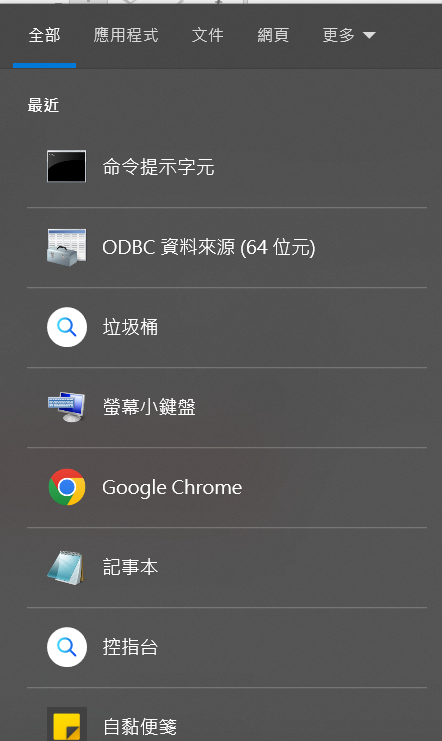 全部 應用程式 文件 網頁 更多
最近
命令提示字元
ODBC 資料來源 (64 位元)
垃圾桶
螢幕小鍵盤
Google Chrome
記事本
控指台
自黏便箋